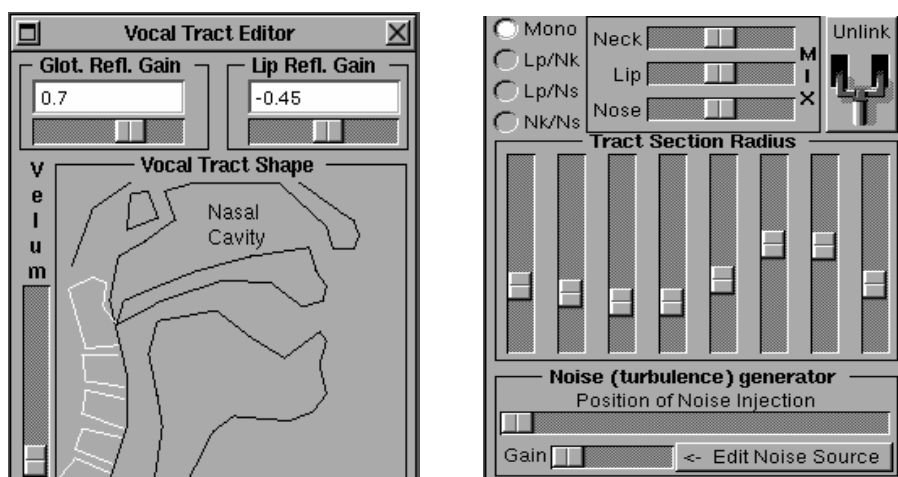 Vocal Tract Editor
Glot. Refl. Gain
Lip Refl. Gain
0.7
-0.45
Velum
Vocal Tract Shape
Nasal
Cavity
Mono
Lp/Nk
Lp/Ns
Nk/Ns
Neck
Lip
Nose
MIX
Unlink
Tract Section Radius
Noise (turbulence) generator
Position of Noise Injection
Gain
<- Edit Noise Source